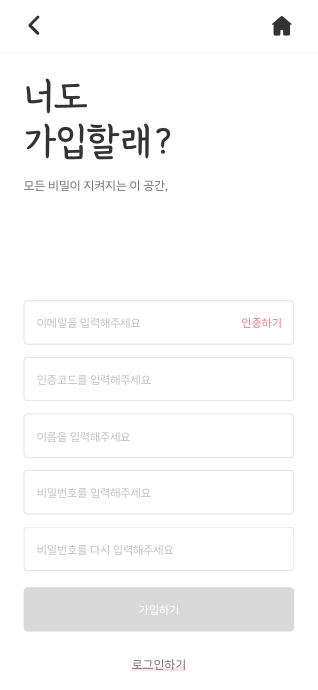 너도
가입할래?
모든 비밀이 지켜지는 이 공간,
이메일을 입력해주세요 인증하기
인증코드를 입력해주세요
이름을 입력해주세요
비밀번호를 입력해주세요
비밀번호를 다시 입력해주세요
가입하기
로그인하기